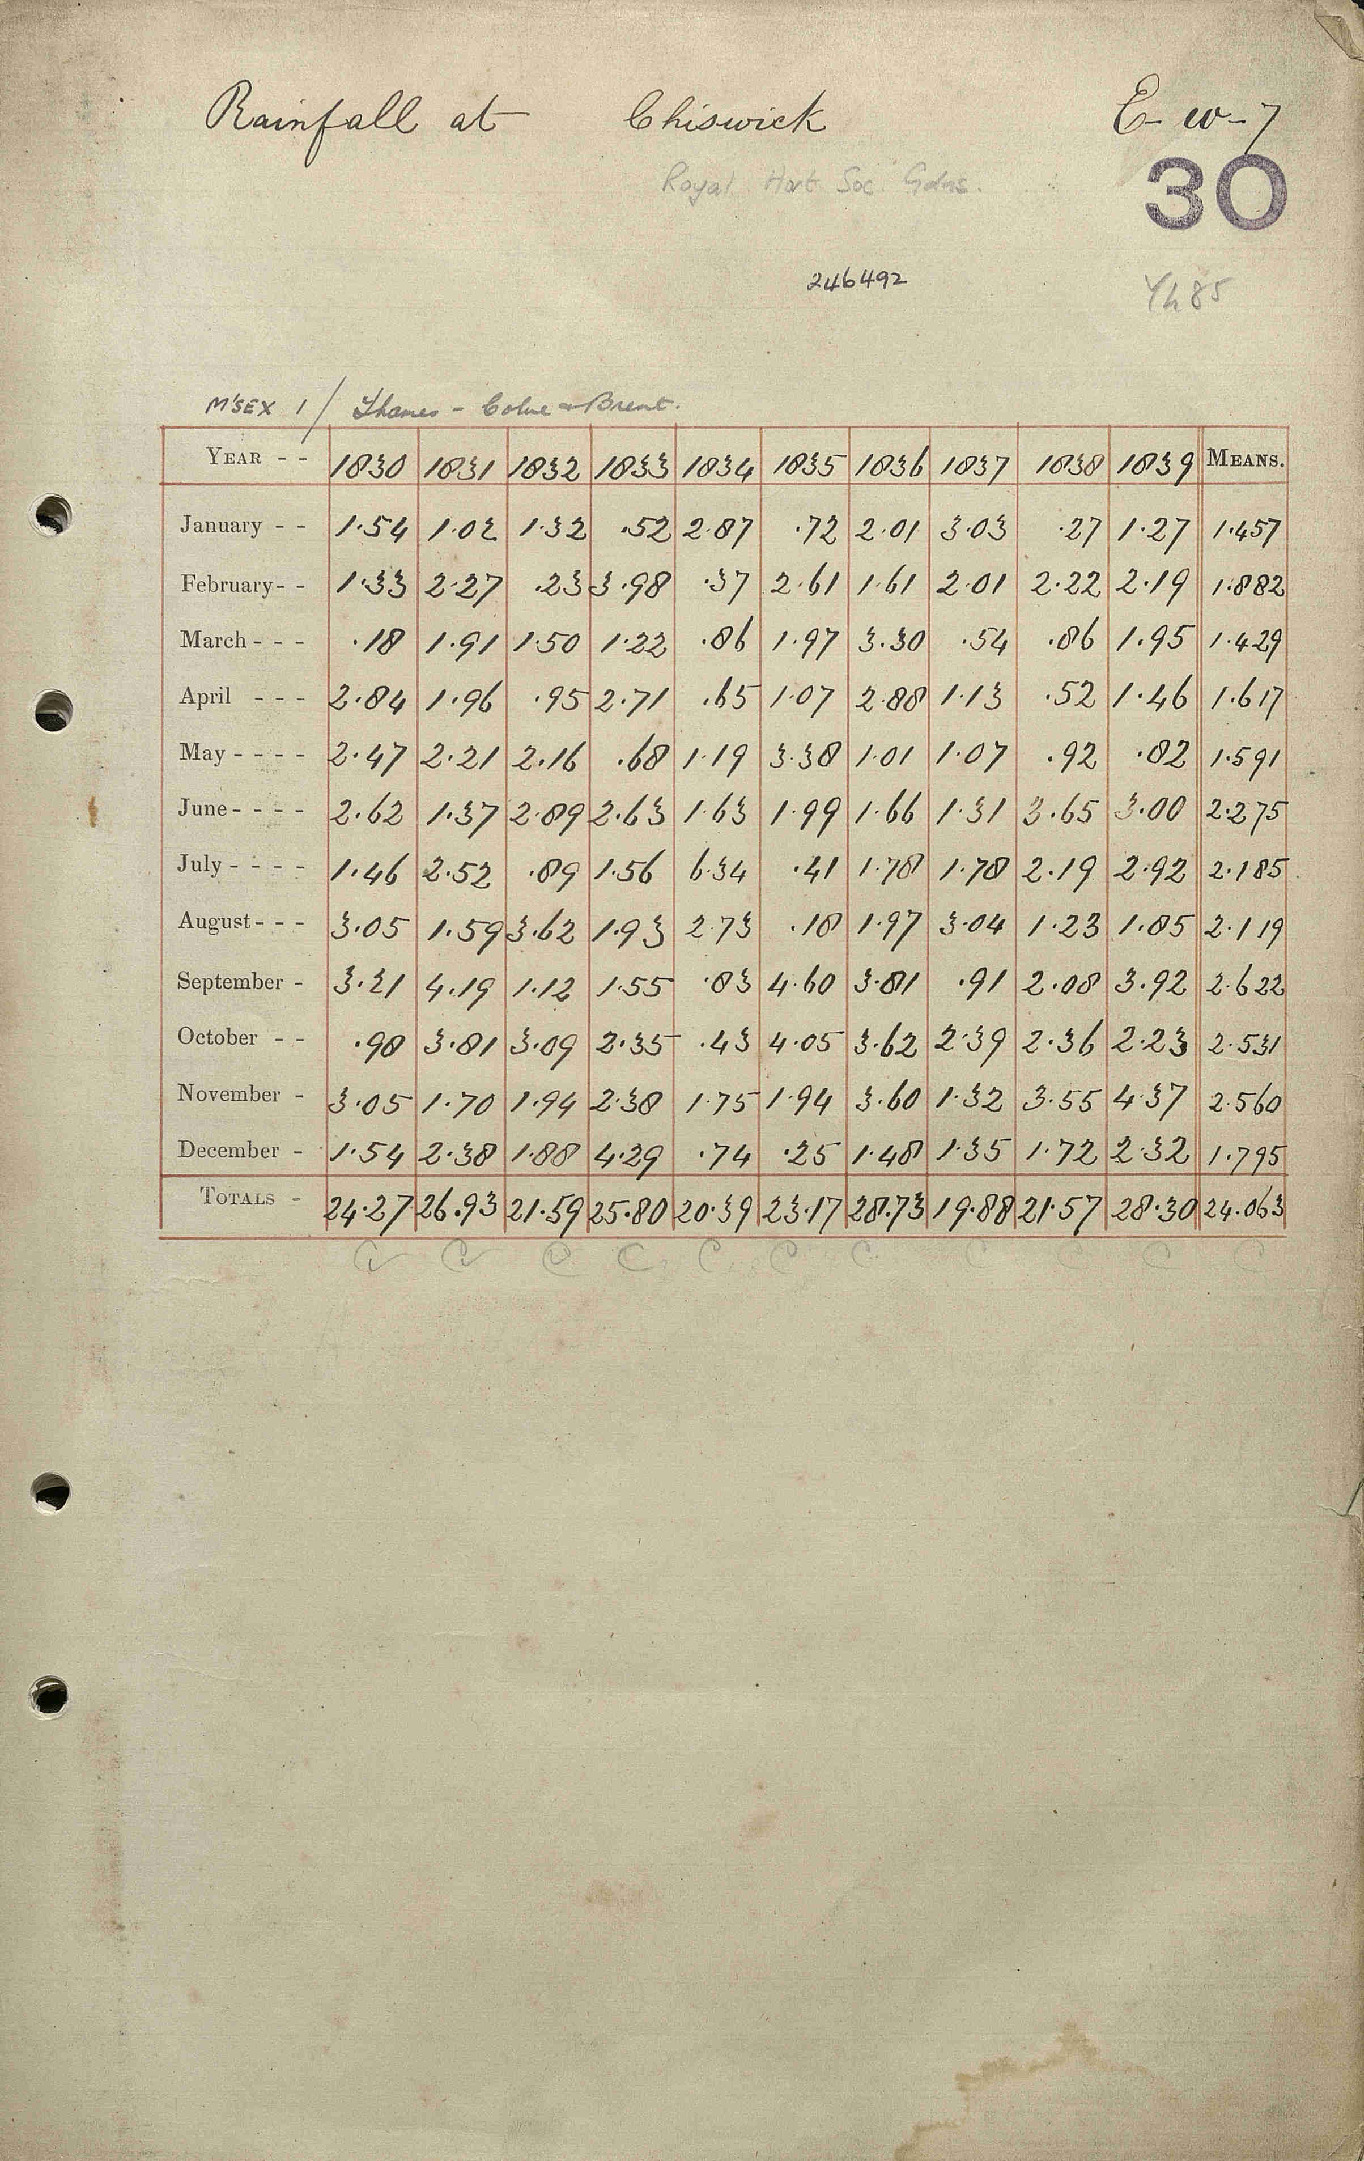 Rainfall at Chiswick E- w-7
Royal Hort Soc Gdns. 30
246492
Yh 85
M'SEX 1 / Thames - Colne & Brent.
YEAR - - 1830 1831 1832 1833 1834 1835 1836 1837 1838 1839 MEANS.
January - - 1.54 1.02 1.32 .52 2.87 .72 2.01 3.03 .27 1.27 1.457
February - - 1.33 2.27 .23 3.98 .37 2.61 1.61 2.01 2.22 2.19 1.882
March - - - .18 1.91 1.50 1.22 .86 1.97 3.30 .54 .86 1.95 1.429
April - - - 2.84 1.96 .95 2.71 .65 1.07 2.88 1.13 .52 1.46 1.617
May - - - - 2.47 2.21 2.16 .68 1.19 3.38 1.01 1.07 .92 .82 1.591
June - - - - 2.62 1.37 2.89 2.63 1.63 1.99 1.66 1.31 3.65 3.00 2.275
July - - - - 1.46 2.52 .89 1.56 6.34 .41 1.78 1.78 2.19 2.92 2.185
August - - - 3.05 1.59 3.62 1.93 2.73 .18 1.97 3.04 1.23 1.85 2.119
September - 3.21 4.19 1.12 1.55 .83 4.60 3.81 .91 2.08 3.92 2.622
October - - .98 3.81 3.09 2.35 .43 4.05 3.62 2.39 2.36 2.23 2.531
November - 3.05 1.70 1.94 2.38 1.75 1.94 3.60 1.32 3.55 4.37 2.560
December - 1.54 2.38 1.88 4.29 .74 .25 1.48 1.35 1.72 2.32 1.795
TOTALS - 24.27 26.93 21.59 25.80 20.39 23.17 28.73 19.88 21.57 28.30 24.063
C C C C C C C C C C C